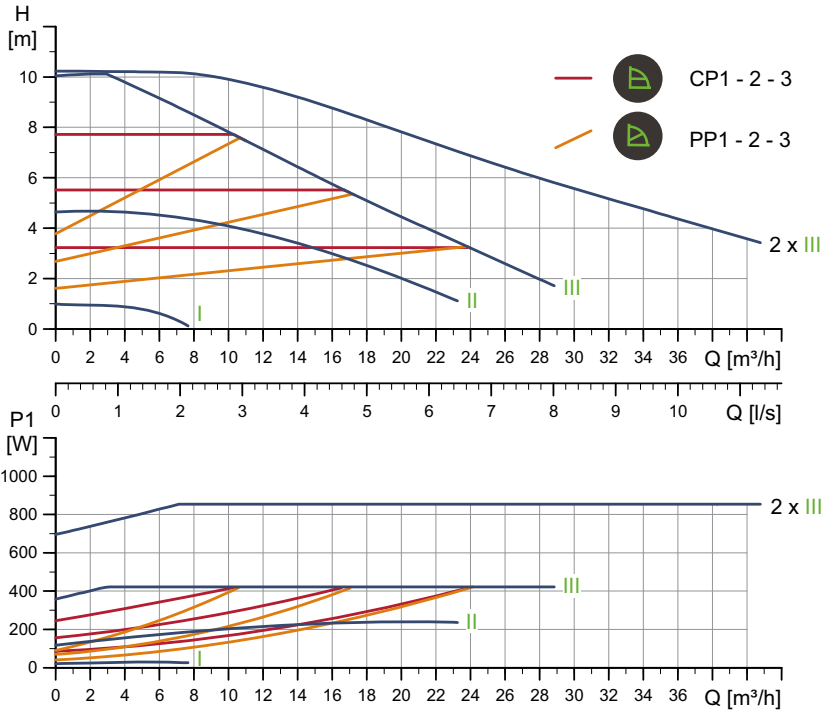 H
[m]
10
8
6
4
2
0
CP1 - 2 - 3
PP1 - 2 - 3
2 x III
III
II
I
0 2 4 6 8 10 12 14 16 18 20 22 24 26 28 30 32 34 36 Q [m³/h]
0 1 2 3 4 5 6 7 8 9 10 Q [l/s]
P1
[W]
1000
800
600
400
200
0
2 x III
III
II
I
0 2 4 6 8 10 12 14 16 18 20 22 24 26 28 30 32 34 36 Q [m³/h]